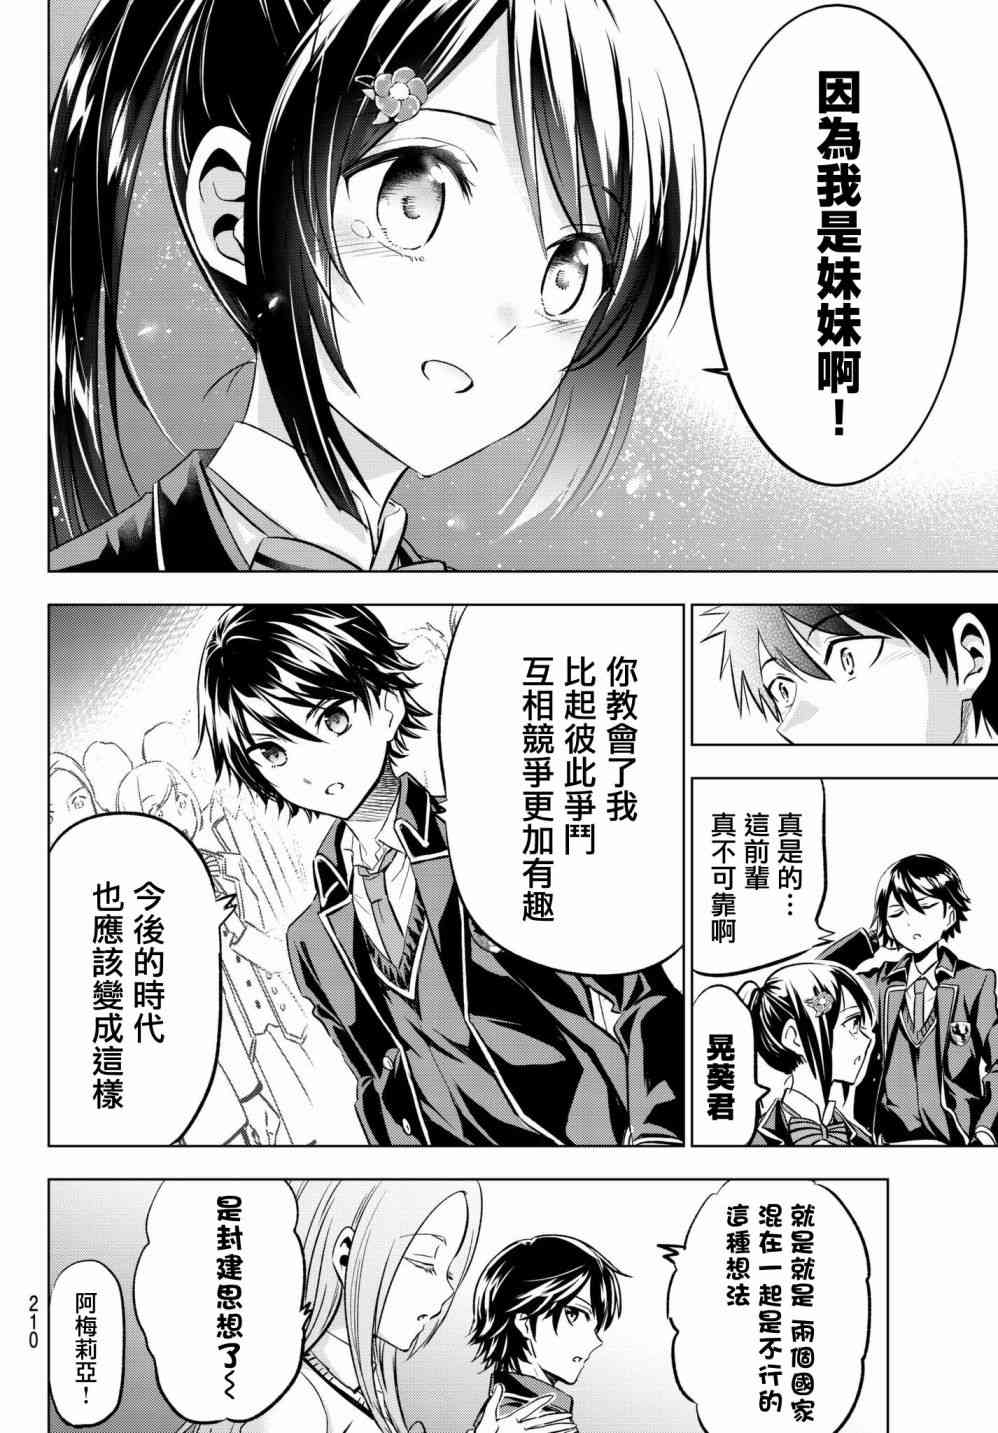 因為我是妹妹啊！
真是的…
這前輩
真不可靠啊
晃葵君
你教會了我
比起彼此爭鬥
互相競爭更加有趣
今後的時代
也應該變成這樣
就是就是 兩個國家
混在一起是不行的
這種想法
是封建思想了～
阿梅莉亞！
210